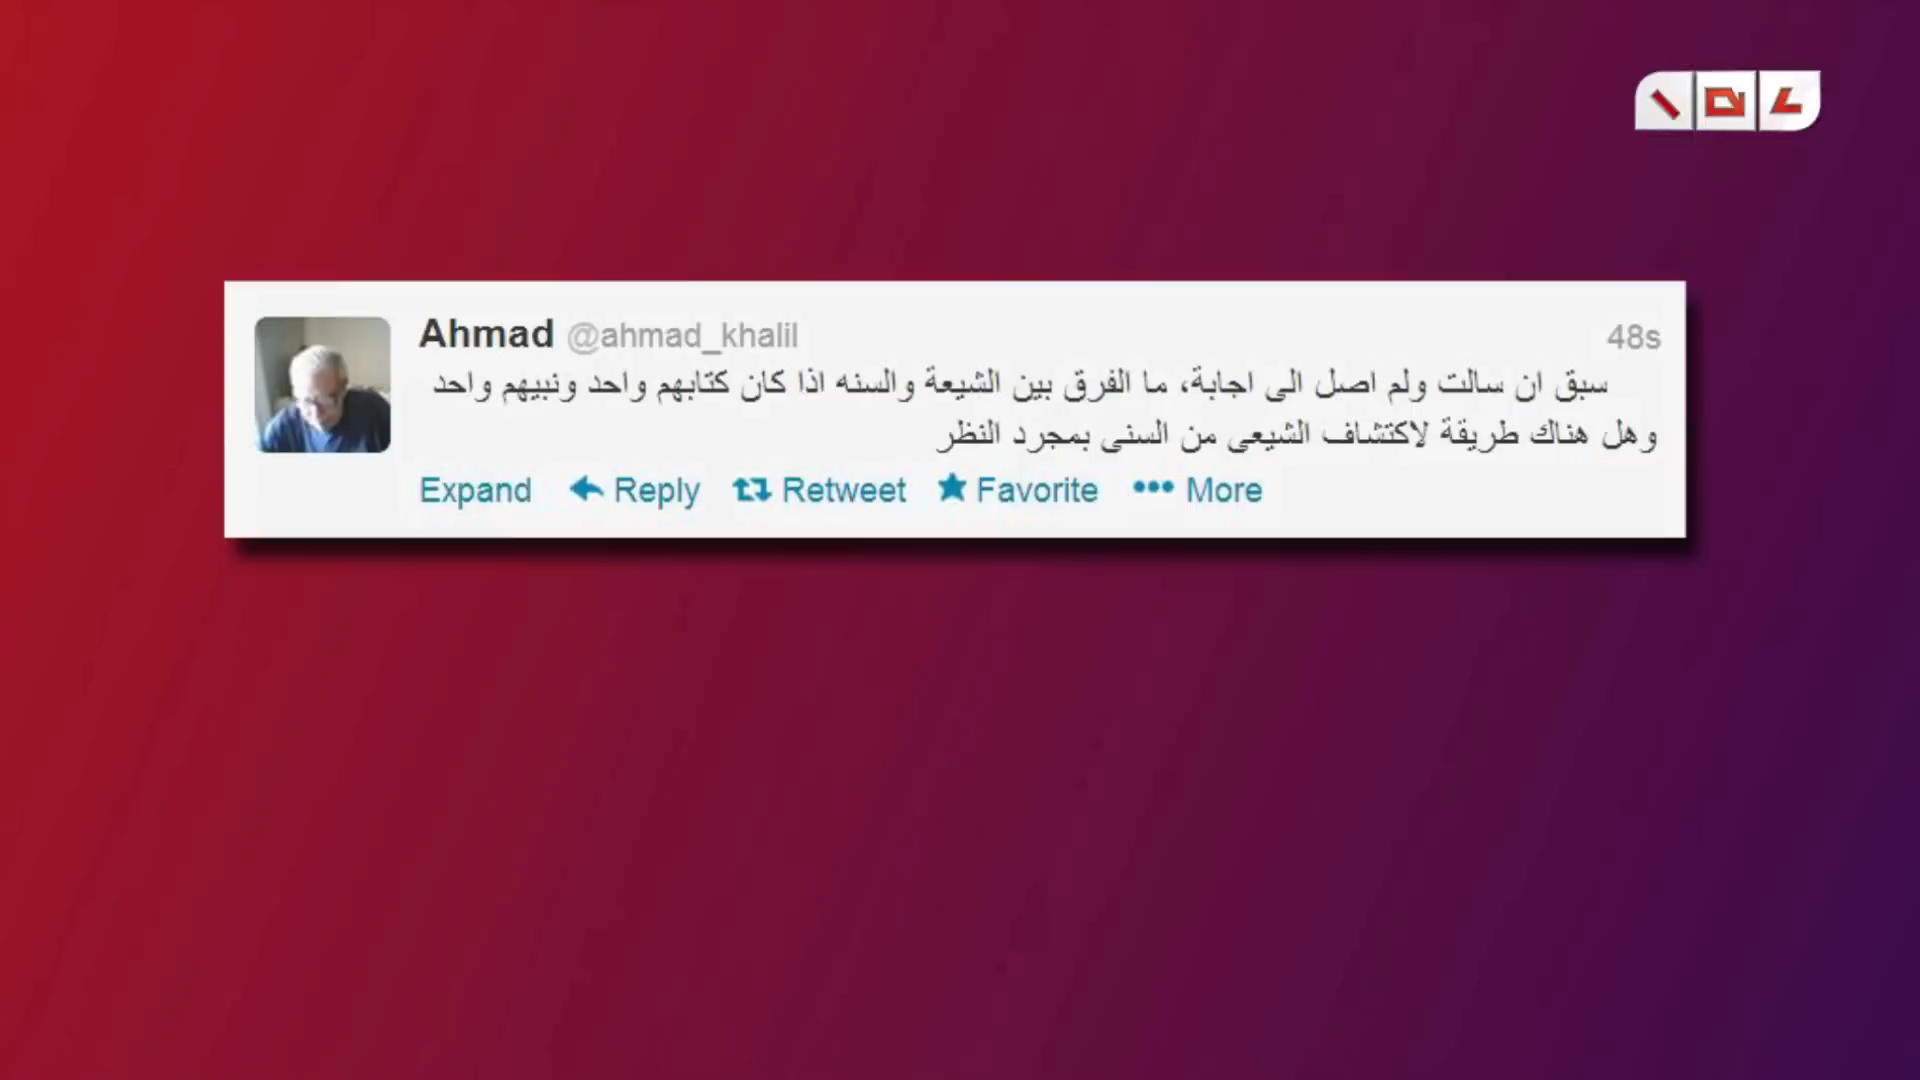 Ahmad @ahmad_khalil 48s
سبق ان سالت ولم اصل الى اجابة، ما الفرق بين الشيعة والسنه اذا كان كتابهم واحد ونبيهم واحد
وهل هناك طريقة لاكتشاف الشيعى من السنى بمجرد النظر
Expand Reply Retweet Favorite More